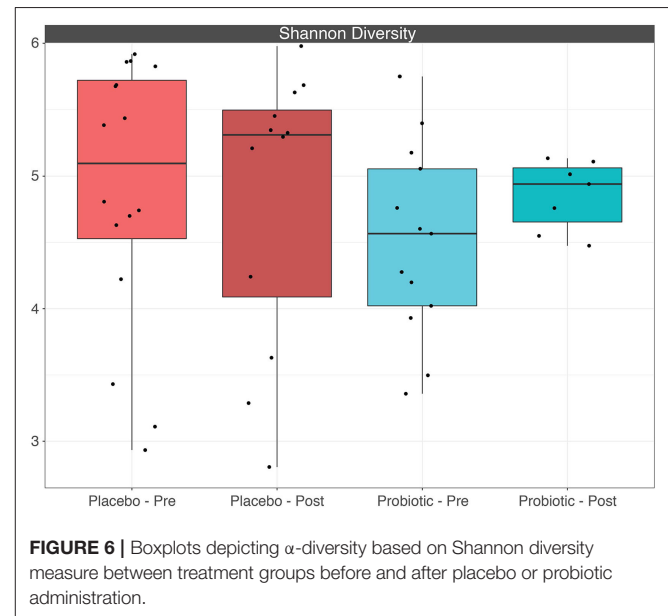 Shannon Diversity
6
5
4
3
Placebo - Pre Placebo - Post Probiotic - Pre Probiotic - Post
FIGURE 6 | Boxplots depicting α-diversity based on Shannon diversity
measure between treatment groups before and after placebo or probiotic
administration.